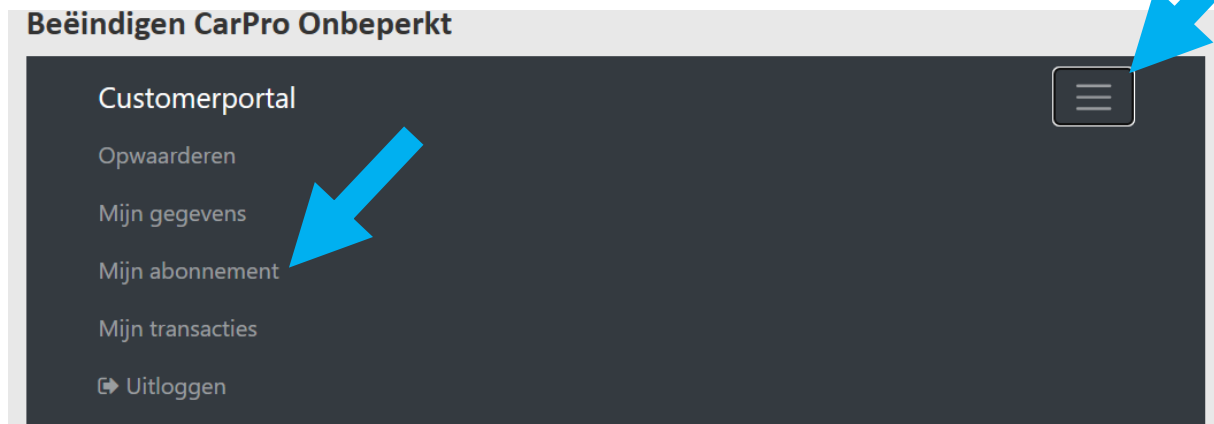 Beëindigen CarPro Onbeperkt
Customerportal
Opwaarderen
Mijn gegevens
Mijn abonnement
Mijn transacties
Uitloggen